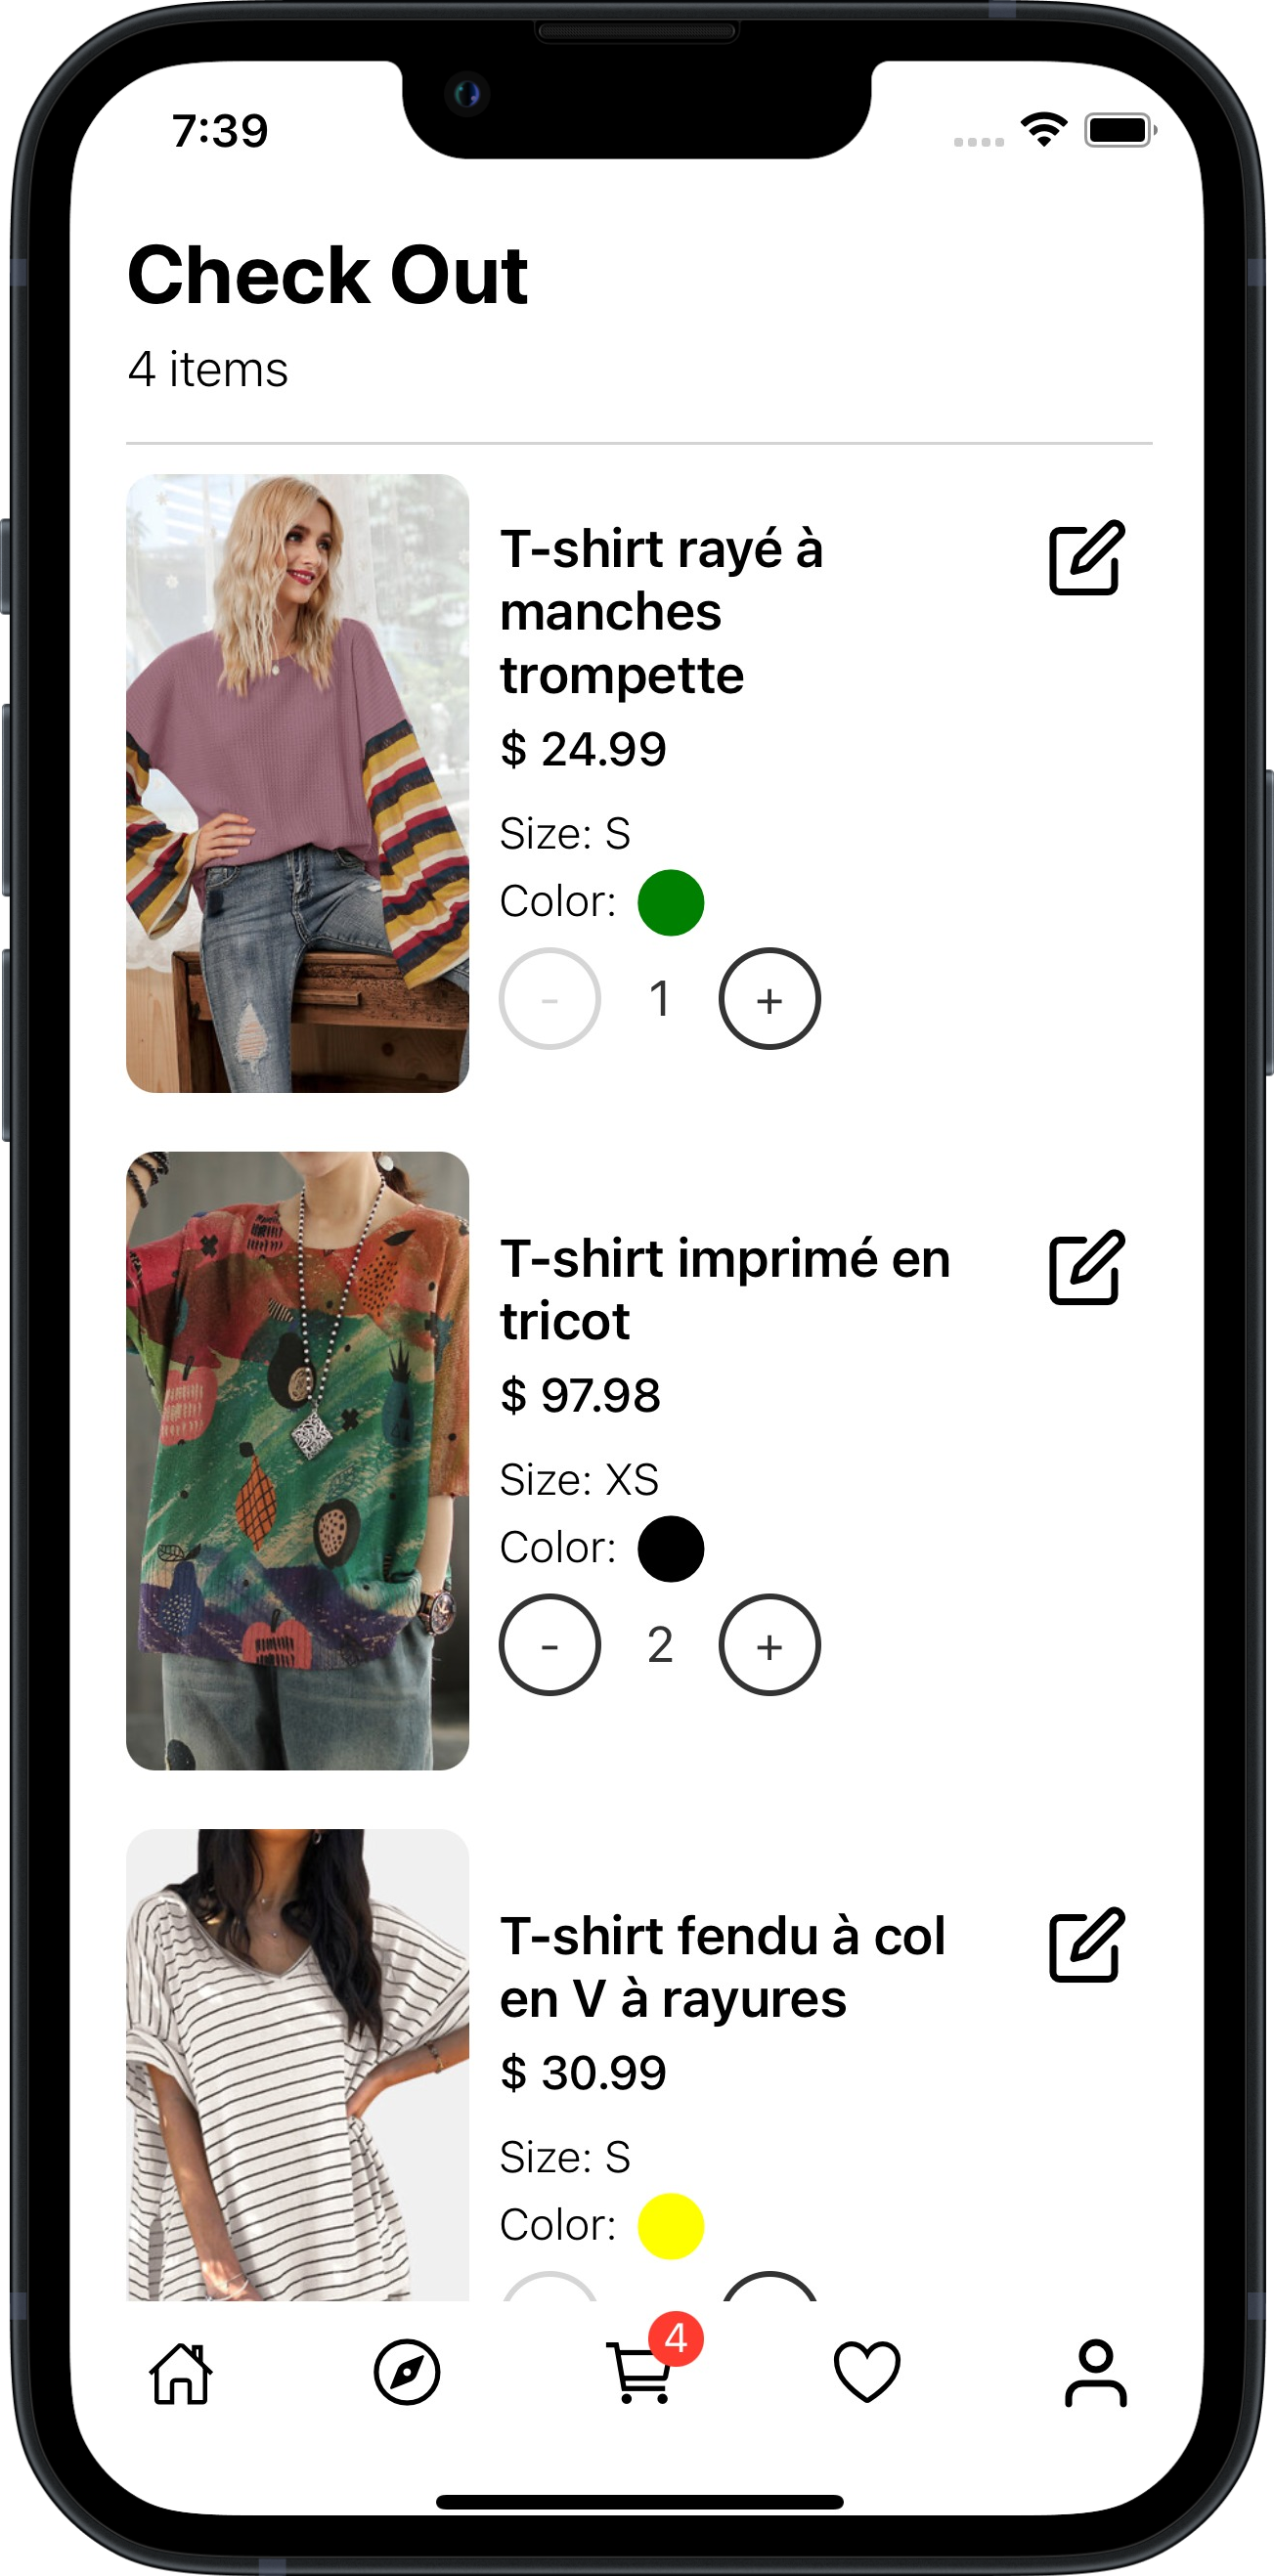 7:39
Check Out
4 items
T-shirt rayé à
manches
trompette
$ 24.99
Size: S
Color:
- 1 +
T-shirt imprimé en
tricot
$ 97.98
Size: XS
Color:
- 2 +
T-shirt fendu à col
en V à rayures
$ 30.99
Size: S
Color:
4